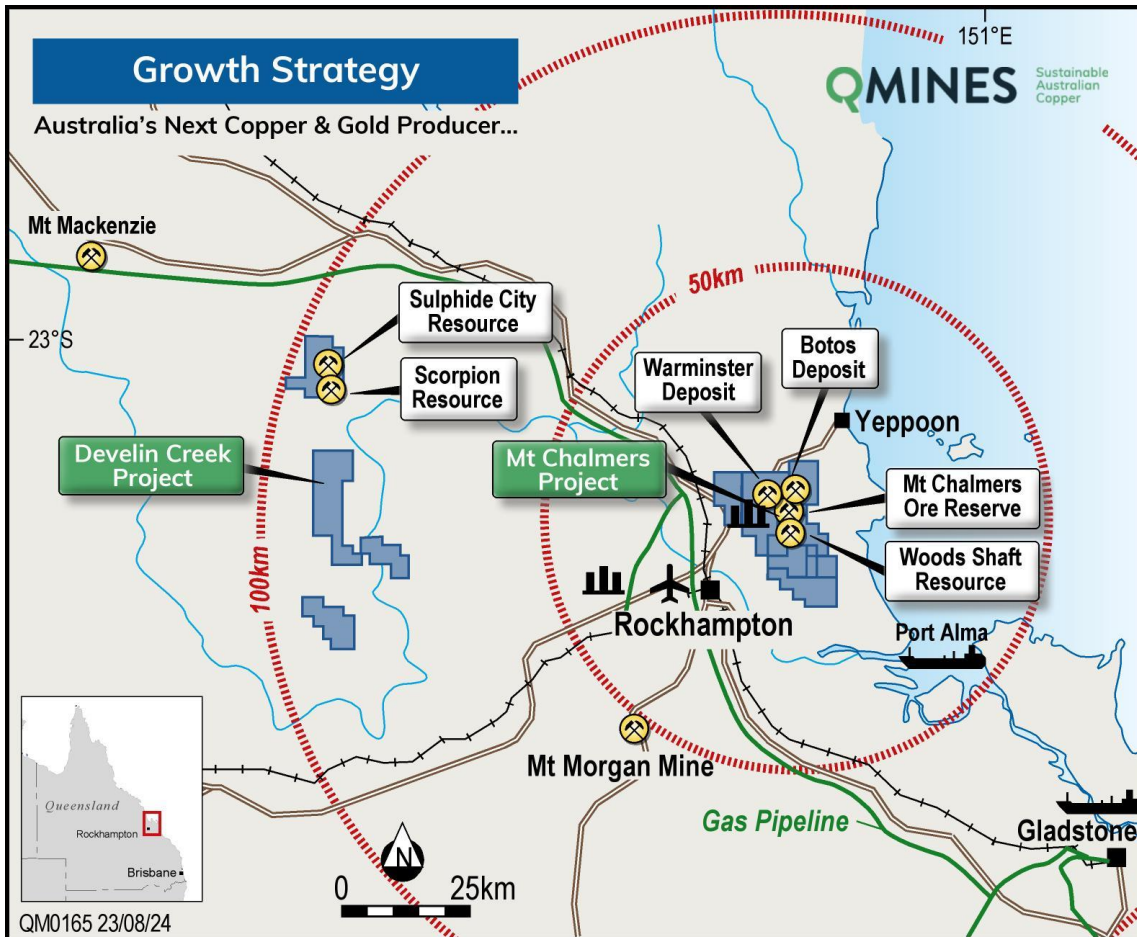 Growth Strategy
Australia's Next Copper & Gold Producer...
151°E
QMINES
Sustainable
Australian
Copper
Mt Mackenzie
23°S
Sulphide City
Resource
Scorpion
Resource
50km
Warminster
Deposit
Botos
Deposit
Yeppoon
Develin Creek
Project
Mt Chalmers
Project
Mt Chalmers
Ore Reserve
Woods Shaft
Resource
100km
Rockhampton
Port Alma
Mt Morgan Mine
Gas Pipeline
Gladstone
Queensland
Rockhampton
Brisbane
N
0 25km
QM0165 23/08/24